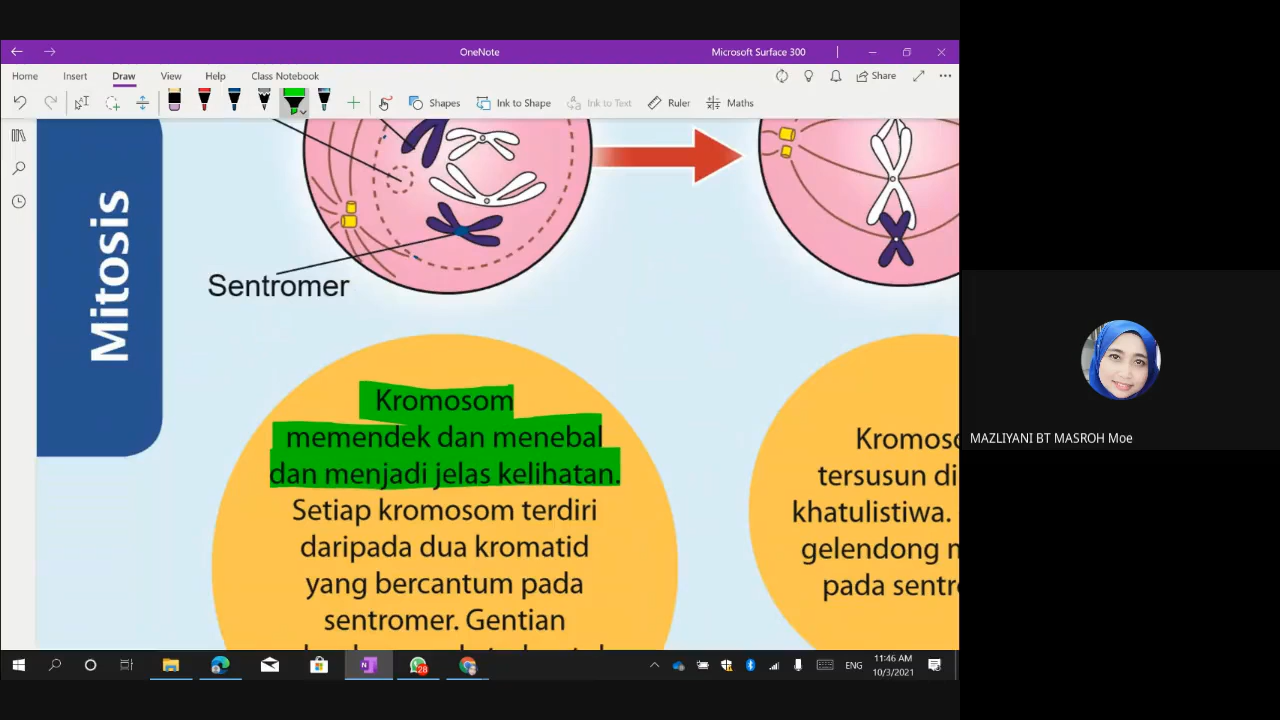 OneNote
Microsoft Surface 300
Home Insert Draw View Help Class Notebook Share
Shapes Ink to Shape Ink to Text Ruler Maths
Mitosis
Sentromer
Kromosom
memendek dan menebal
dan menjadi jelas kelihatan.
Setiap kromosom terdiri
daripada dua kromatid
yang bercantum pada
sentromer. Gentian
tersusun di
khatulistiwa.
gelendong
pada
MAZLIYANI BT MASROH Moe
28
ENG
11:46 AM
10/3/2021